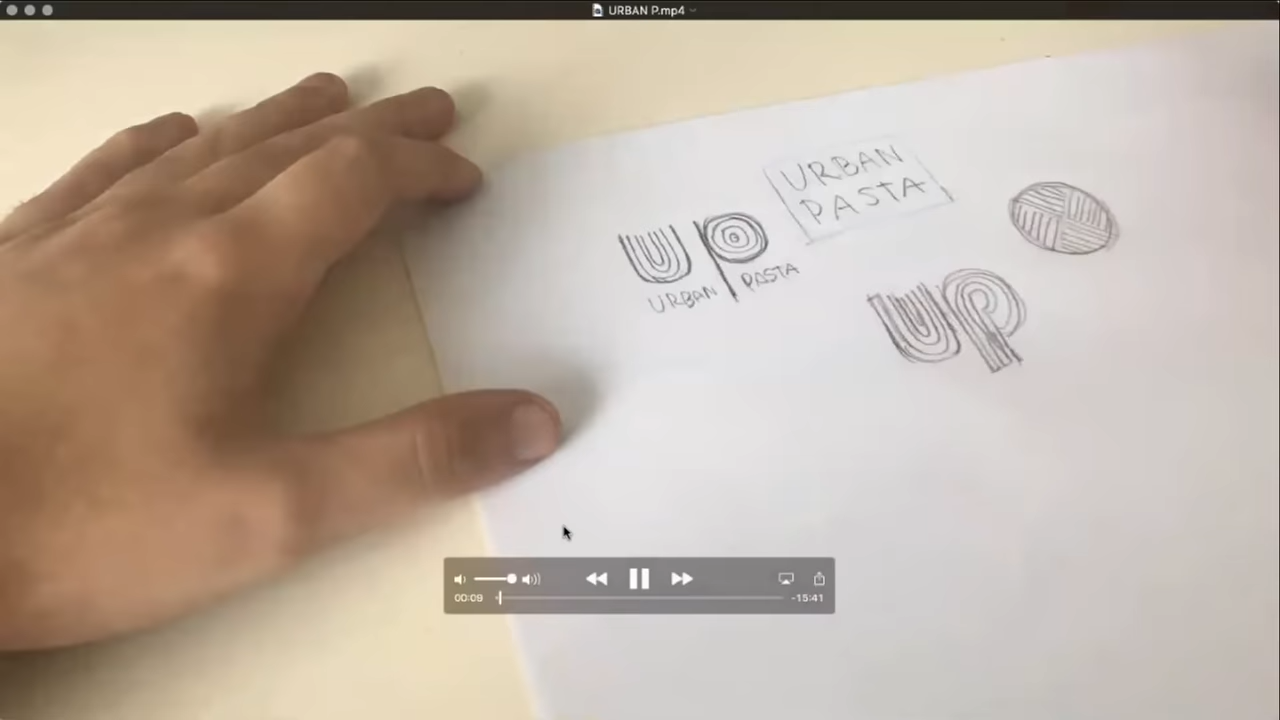 URBAN P.mp4
URBAN
PASTA
up
URBAN PASTA
UP
00:09
-15:41